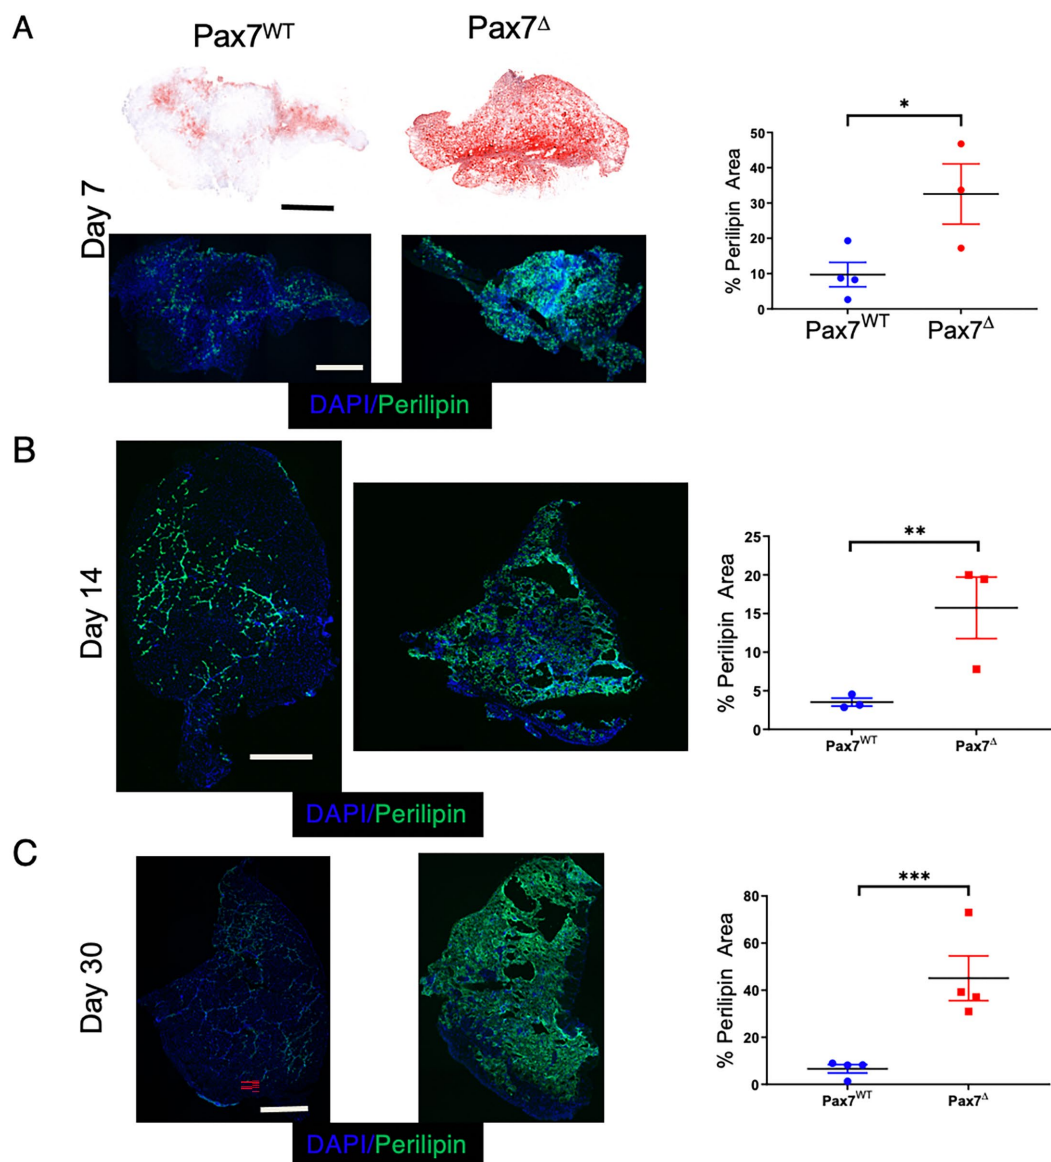 A
Pax7WT
Pax7Δ
Day 7
DAPI/Perilipin
% Perilipin Area
50
40
30
20
10
0
*
Pax7WT
Pax7Δ
B
Day 14
DAPI/Perilipin
% Perilipin Area
25
20
15
10
5
0
**
Pax7WT
Pax7Δ
C
Day 30
DAPI/Perilipin
% Perilipin Area
80
60
40
20
0
***
Pax7WT
Pax7Δ